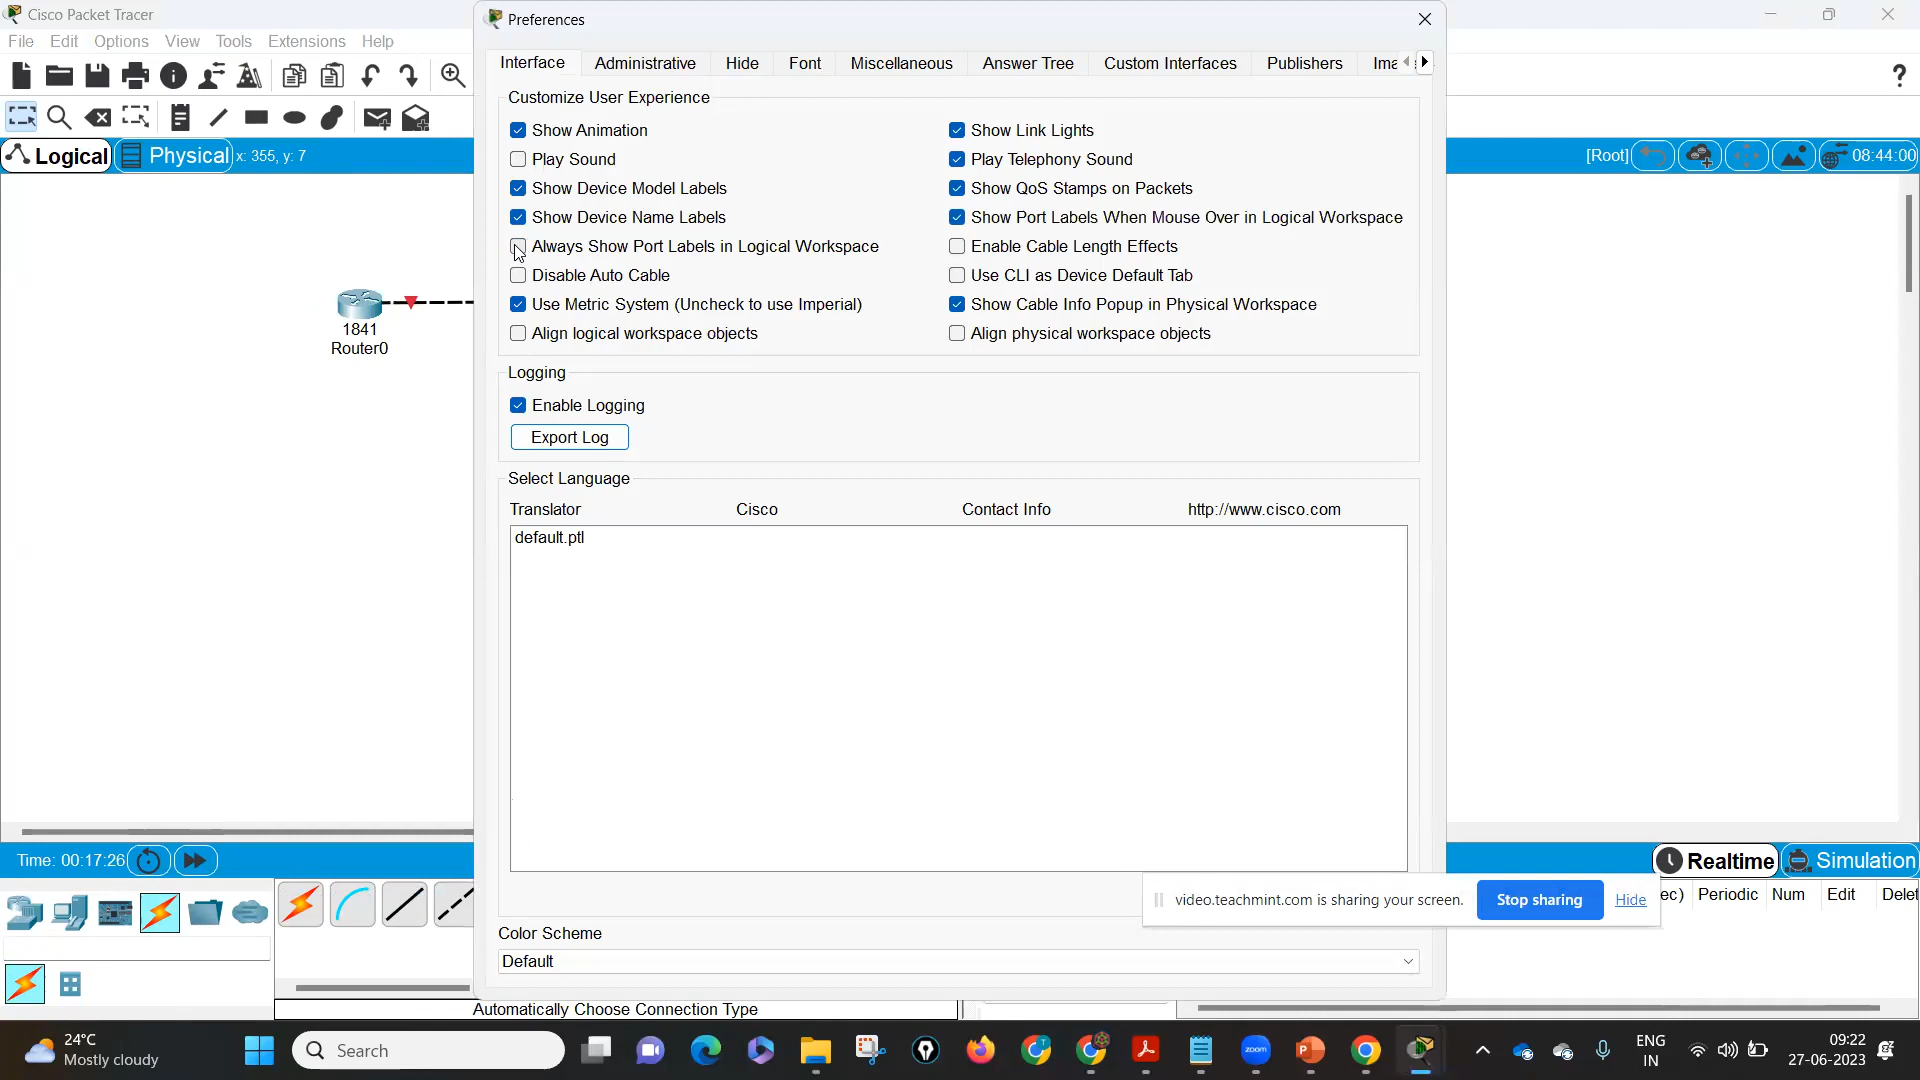 Cisco Packet Tracer
Preferences
File Edit Options View Tools Extensions Help
Interface Administrative Hide Font Miscellaneous Answer Tree Custom Interfaces Publishers
Customize User Experience
Show Animation Show Link Lights
Play Sound Play Telephony Sound
Show Device Model Labels Show QoS Stamps on Packets
Show Device Name Labels Show Port Labels When Mouse Over in Logical Workspace
Always Show Port Labels in Logical Workspace Enable Cable Length Effects
Disable Auto Cable Use CLI as Device Default Tab
Use Metric System (Uncheck to use Imperial) Show Cable Info Popup in Physical Workspace
Align logical workspace objects Align physical workspace objects
Logical Physical x: 355, y: 7 [Root] 08:44:00
1841
Router0
Logging
Enable Logging
Export Log
Select Language
Translator Cisco Contact Info http://www.cisco.com
default.ptl
Time: 00:17:26 Realtime Simulation
video.teachmint.com is sharing your screen. Stop sharing Hide
Periodic Num Edit
Color Scheme
Default
Automatically Choose Connection Type
24°C
Mostly cloudy
Search
zoom
ENG
IN
09:22
27-06-2023